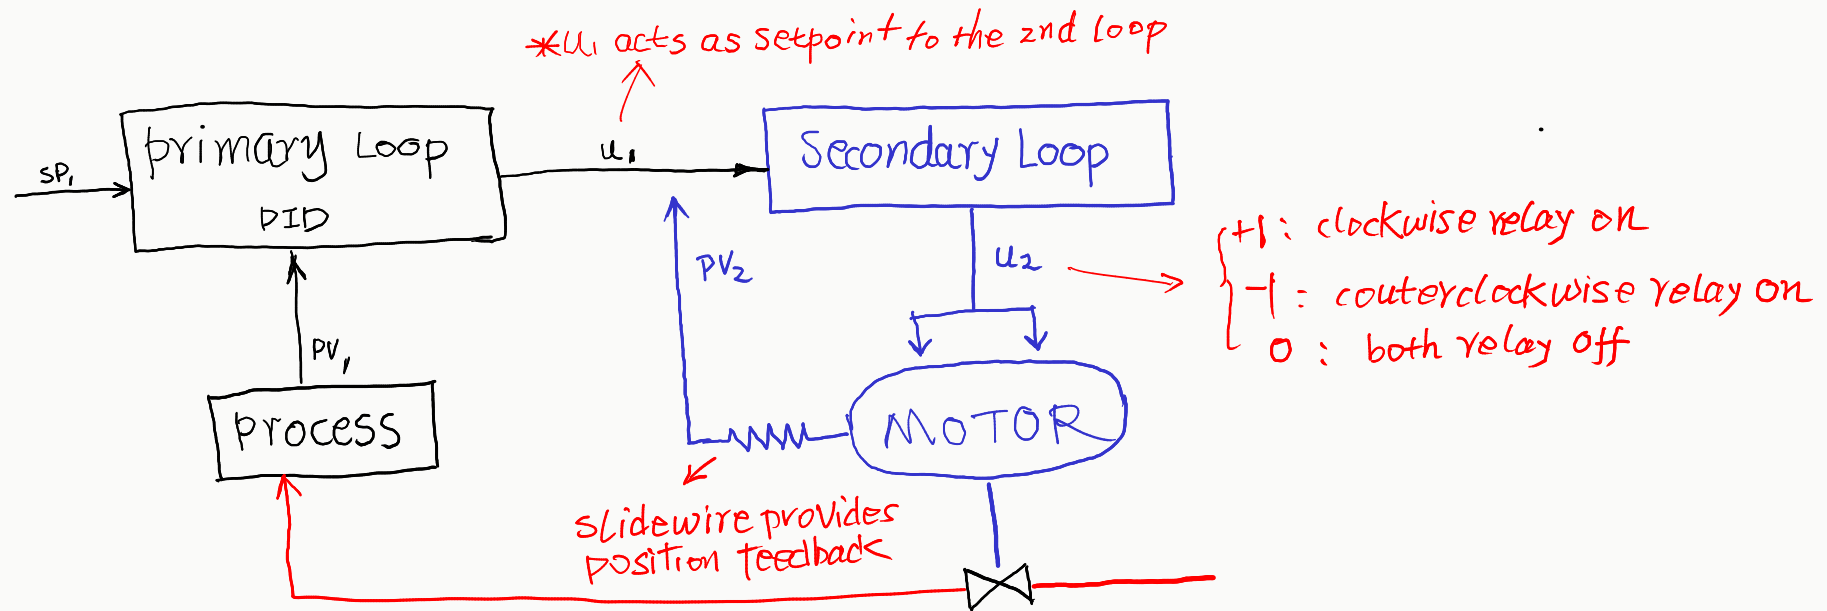 *u₁ acts as setpoint to the 2nd loop
SP₁
primary Loop
PID
u₁
Secondary Loop
PV₂
u₂
+1 : clockwise relay on
-1 : couterclockwise relay on
0 : both relay off
PV₁
process
MOTOR
slidewire provides
position feedback